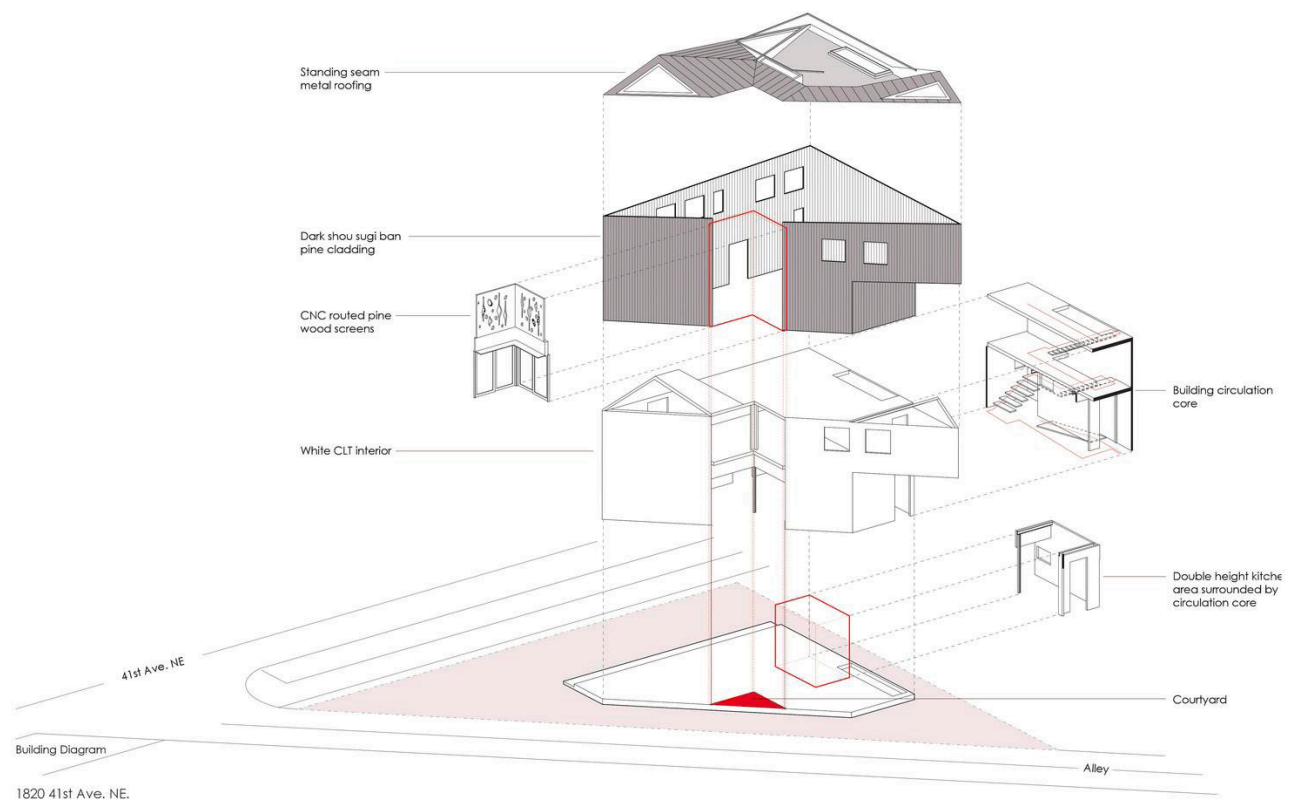 Standing seam
metal roofing
Dark shou sugi ban
pine cladding
CNC routed pine
wood screens
Building circulation
core
White CLT interior
Double height kitche
area surrounded by
circulation core
41st Ave. NE
Courtyard
Building Diagram
Alley
1820 41st Ave. NE.